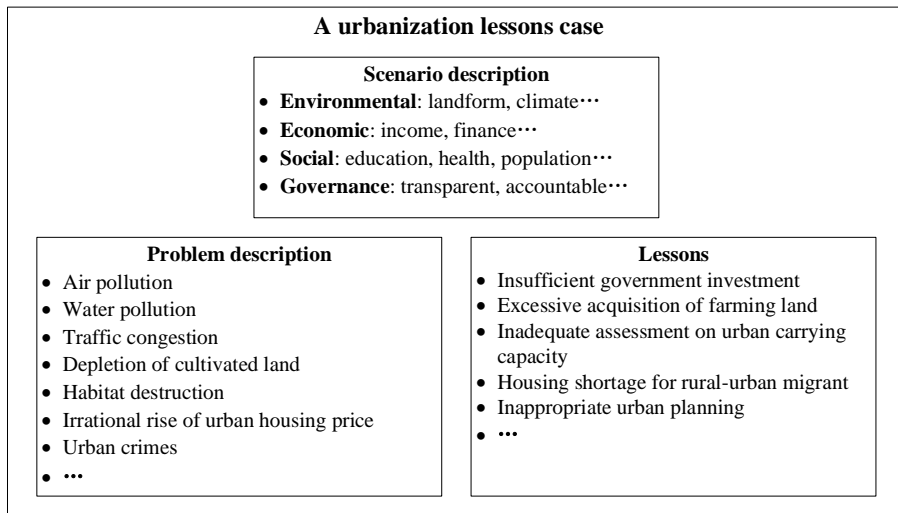 A urbanization lessons case
Scenario description
• Environmental: landform, climate···
• Economic: income, finance···
• Social: education, health, population···
• Governance: transparent, accountable···
Problem description
• Air pollution
• Water pollution
• Traffic congestion
• Depletion of cultivated land
• Habitat destruction
• Irrational rise of urban housing price
• Urban crimes
• ···
Lessons
• Insufficient government investment
• Excessive acquisition of farming land
• Inadequate assessment on urban carrying
capacity
• Housing shortage for rural-urban migrant
• Inappropriate urban planning
• ···